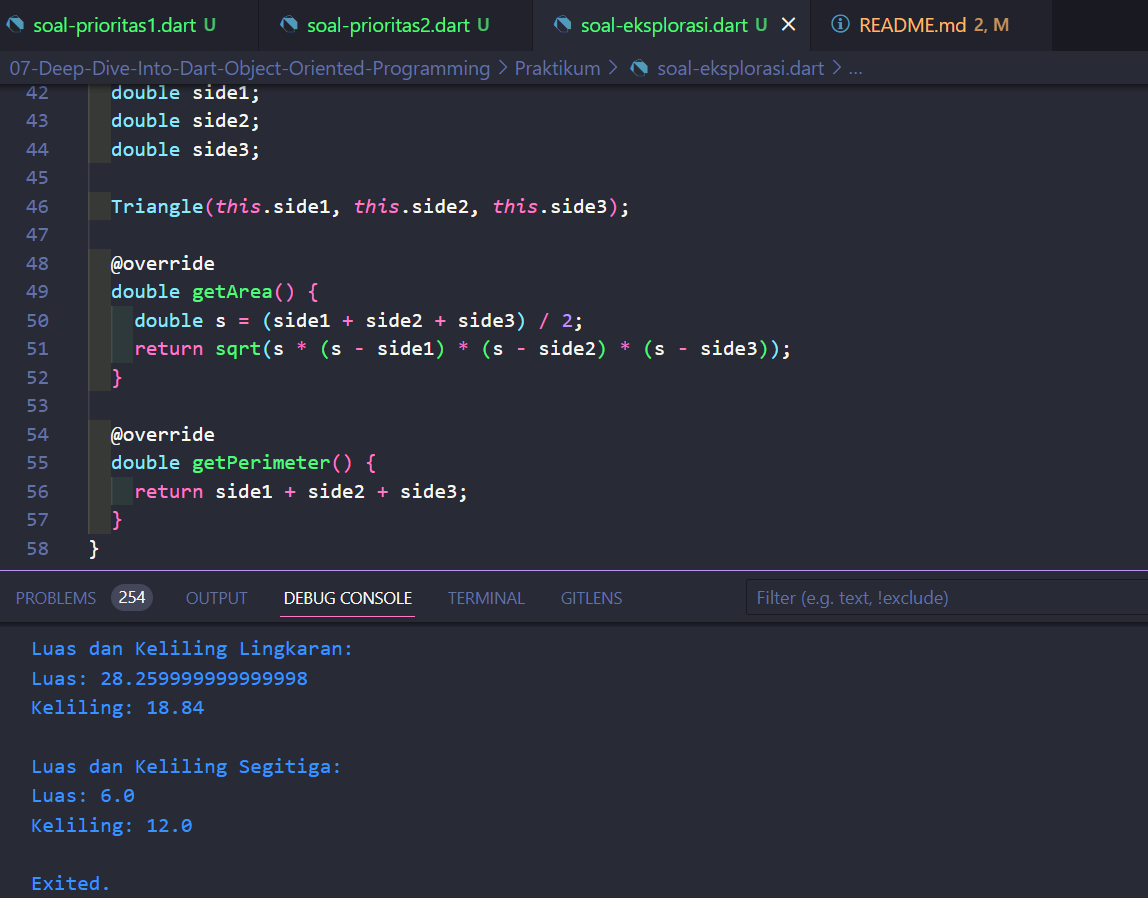 soal-prioritas1.dart U soal-prioritas2.dart U soal-eksplorasi.dart U README.md 2, M
07-Deep-Dive-Into-Dart-Object-Oriented-Programming > Praktikum > soal-eksplorasi.dart > ...
42 double side1;
43 double side2;
44 double side3;
45
46 Triangle(this.side1, this.side2, this.side3);
47
48 @override
49 double getArea() {
50 double s = (side1 + side2 + side3) / 2;
51 return sqrt(s * (s - side1) * (s - side2) * (s - side3));
52 }
53
54 @override
55 double getPerimeter() {
56 return side1 + side2 + side3;
57 }
58 }
PROBLEMS 254 OUTPUT DEBUG CONSOLE TERMINAL GITLENS Filter (e.g. text, !exclude)
Luas dan Keliling Lingkaran:
Luas: 28.259999999999998
Keliling: 18.84
Luas dan Keliling Segitiga:
Luas: 6.0
Keliling: 12.0
Exited.